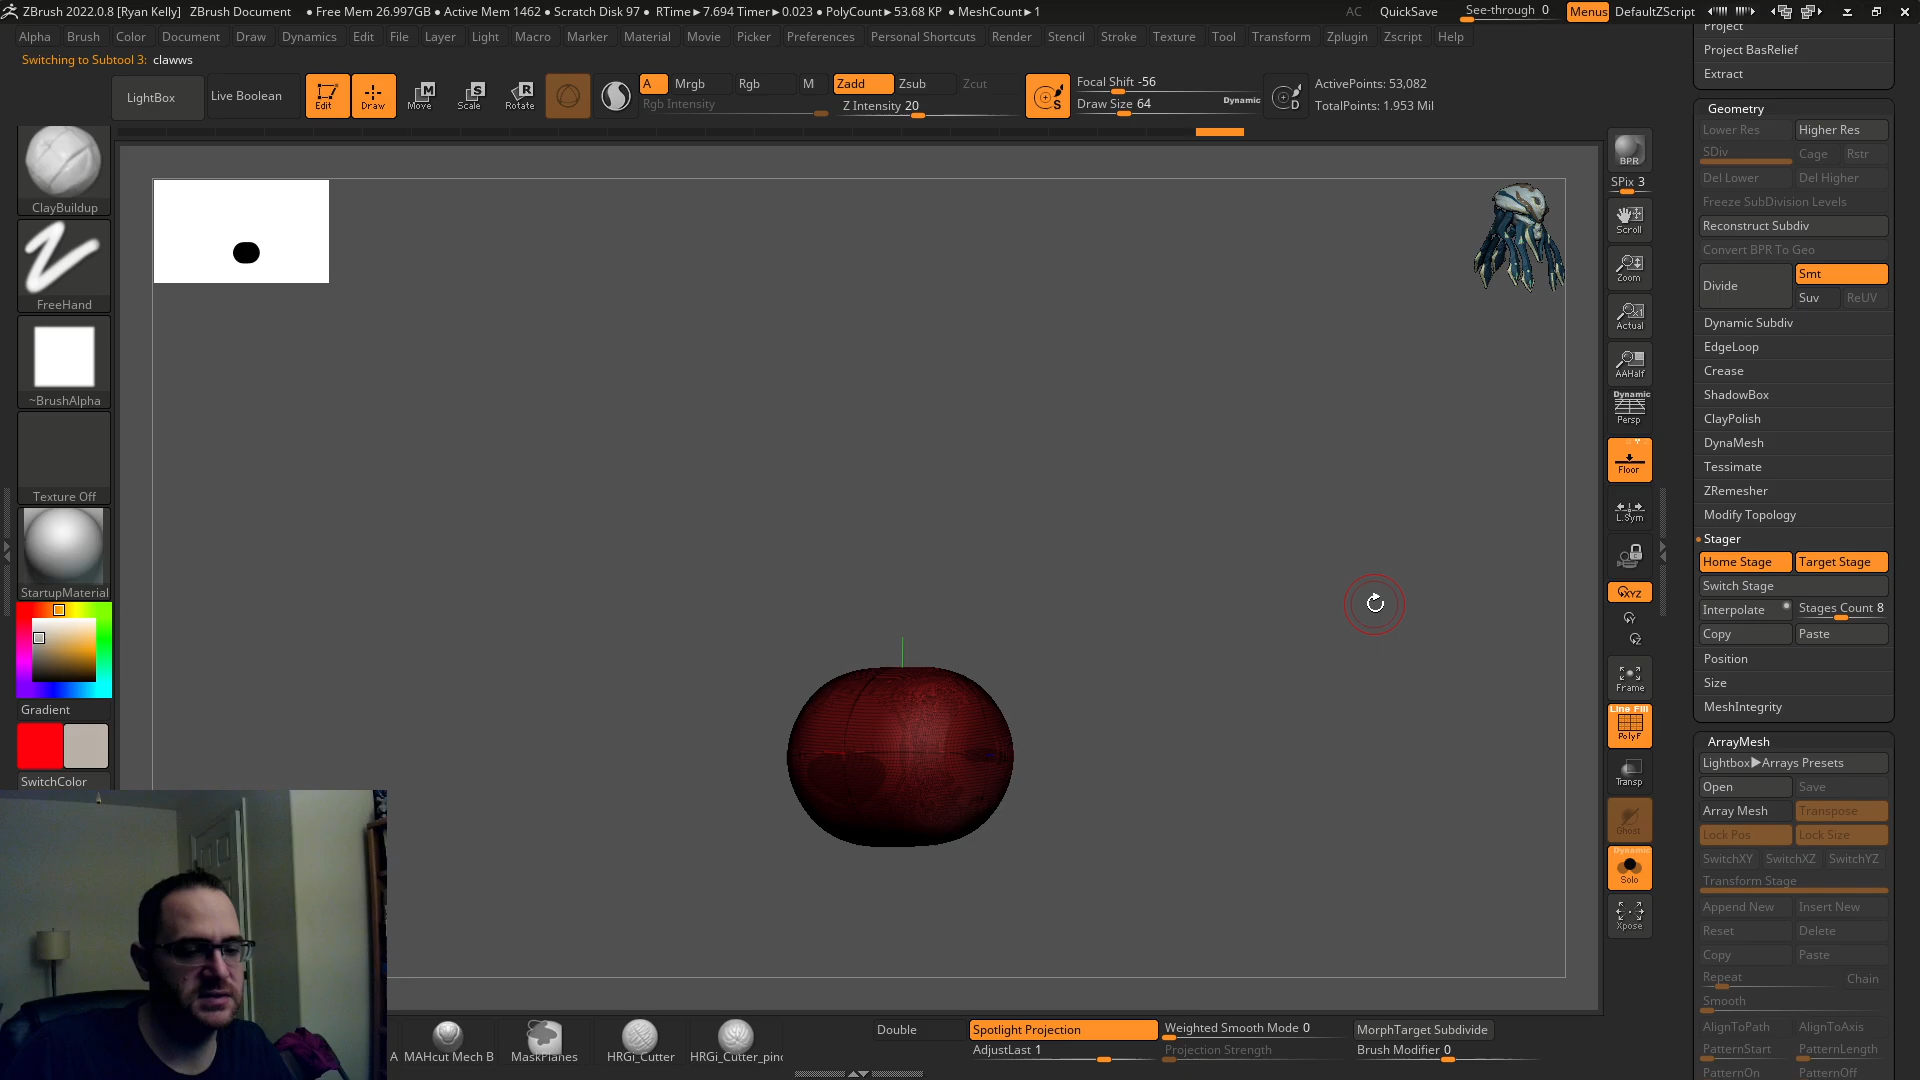 ZBrush 2022.0.8 [Ryan Kelly] ZBrush Document ● Free Mem 26.997GB ● Active Mem 1462 ● Scratch Disk 97 ● RTime►7.694 Timer►0.023 ● PolyCount►53.68 KP ● MeshCount►1 AC QuickSave See-through 0 Menus DefaultZScript
Alpha Brush Color Document Draw Dynamics Edit File Layer Light Macro Marker Material Movie Picker Preferences Personal Shortcuts Render Stencil Stroke Texture Tool Transform Zplugin Zscript Help
Switching to Subtool 3: clawws
LightBox
Live Boolean
Edit
Draw
Move
Scale
Rotate
A Mrgb Rgb M Zadd Zsub Zcut
Rgb Intensity
Z Intensity 20
Focal Shift -56
Draw Size 64
Dynamic
ActivePoints: 53,082
TotalPoints: 1.953 Mil
ClayBuildup
FreeHand
~BrushAlpha
Texture Off
StartupMaterial
Gradient
SwitchColor
BPR
SPix 3
Scroll
Zoom
Actual
AAHalf
Dynamic
Persp
Floor
L.Sym
XYZ
Frame
Line Fill
PolyF
Transp
Ghost
Dynamic
Solo
Xpose
Project
Project BasRelief
Extract
Geometry
Lower Res Higher Res
SDiv Cage Rstr
Del Lower Del Higher
Freeze SubDivision Levels
Reconstruct Subdiv
Convert BPR To Geo
Divide Smt
Suv ReUV
Dynamic Subdiv
EdgeLoop
Crease
ShadowBox
ClayPolish
DynaMesh
Tessimate
ZRemesher
Modify Topology
Stager
Home Stage Target Stage
Switch Stage
Interpolate Stages Count 8
Copy Paste
Position
Size
MeshIntegrity
ArrayMesh
Lightbox►Arrays Presets
Open Save
Array Mesh Transpose
Lock Pos Lock Size
SwitchXY SwitchXZ SwitchYZ
Transform Stage
Append New Insert New
Reset Delete
Copy Paste
Repeat Chain
Smooth
AlignToPath AlignToAxis
PatternStart PatternLength
PatternOn PatternOff
A MAHcut Mech B MaskPlanes HRGi_Cutter HRGi_Cutter_pinc
Double Spotlight Projection Weighted Smooth Mode 0 MorphTarget Subdivide
AdjustLast 1 Projection Strength Brush Modifier 0